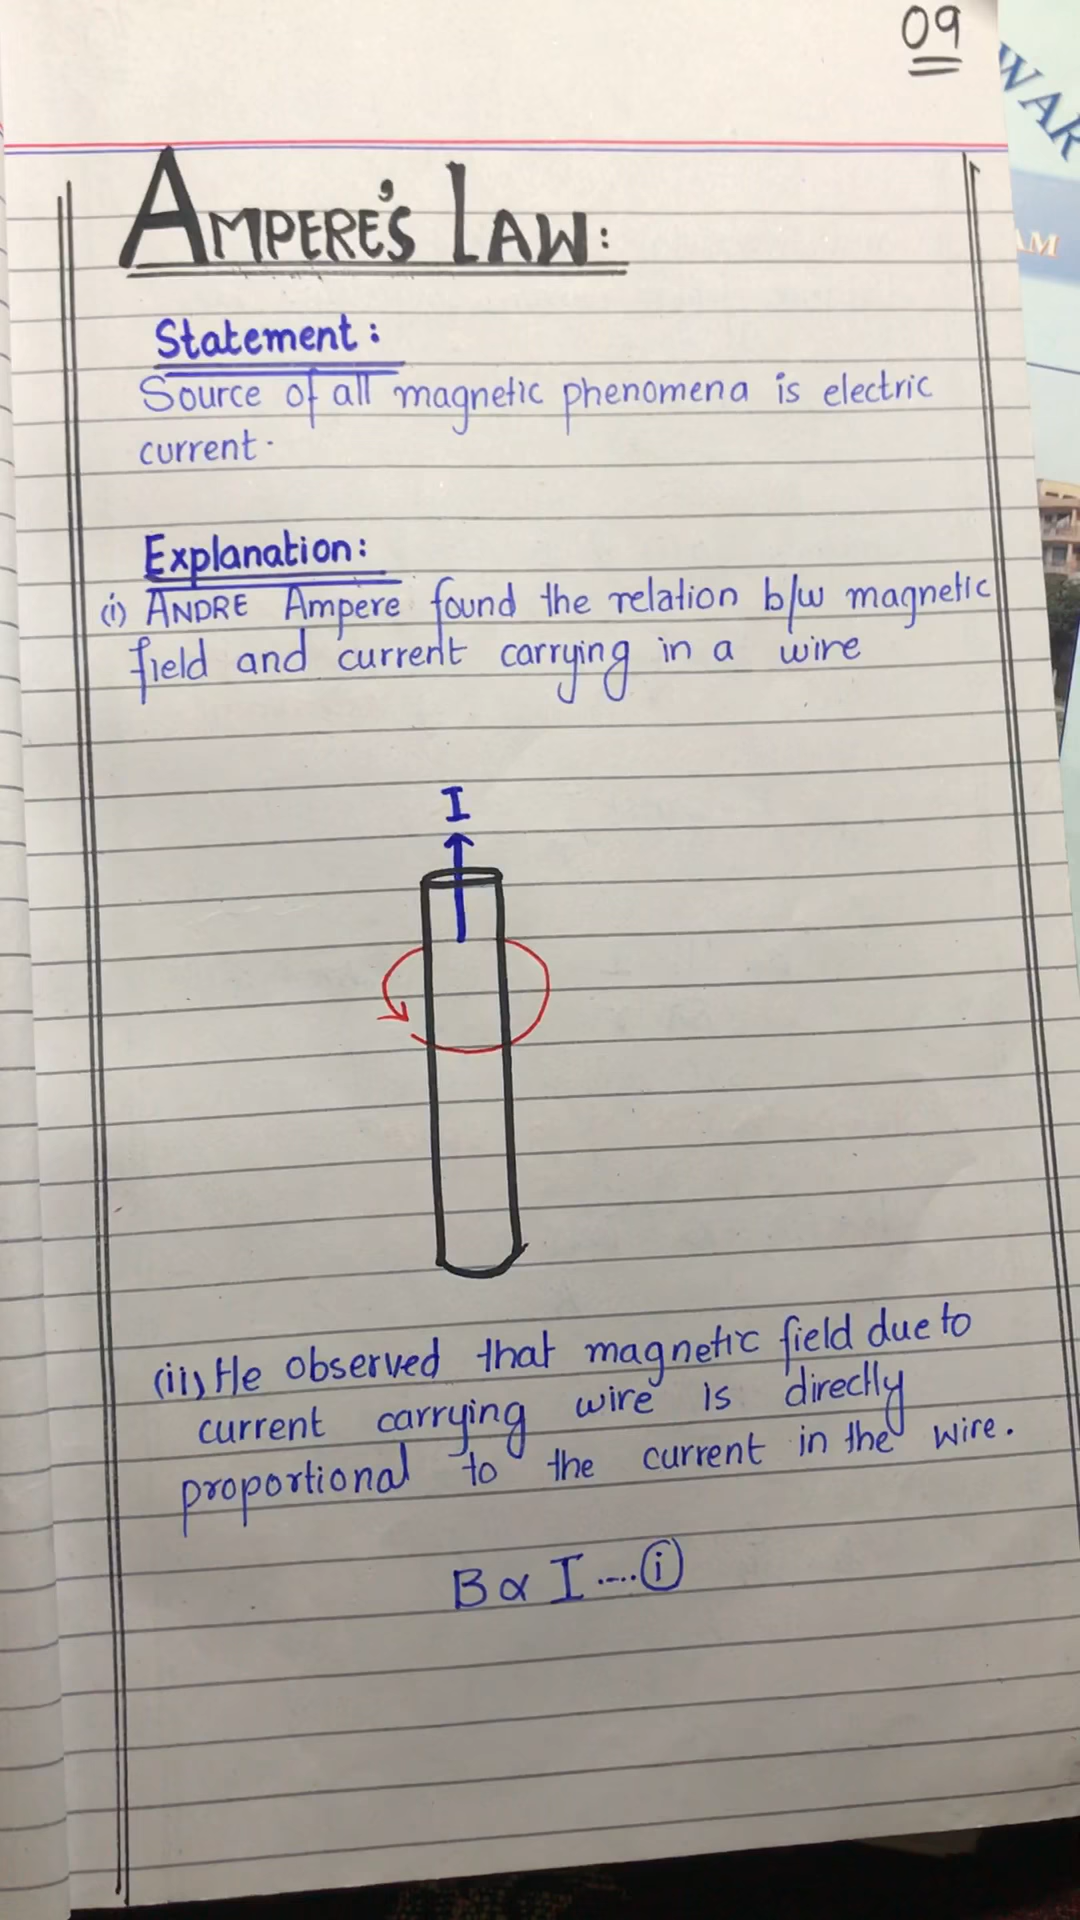 09
WAR
AM
AMPERE'S LAW:
Statement:
Source of all magnetic phenomena is electric
current.
Explanation:
(i) ANDRE Ampere found the relation b/w magnetic
field and current carrying in a wire
I
(ii) He observed that magnetic field due to
current carrying wire is directly
proportional to the current in the wire.
B ∝ I ..... ⓘ